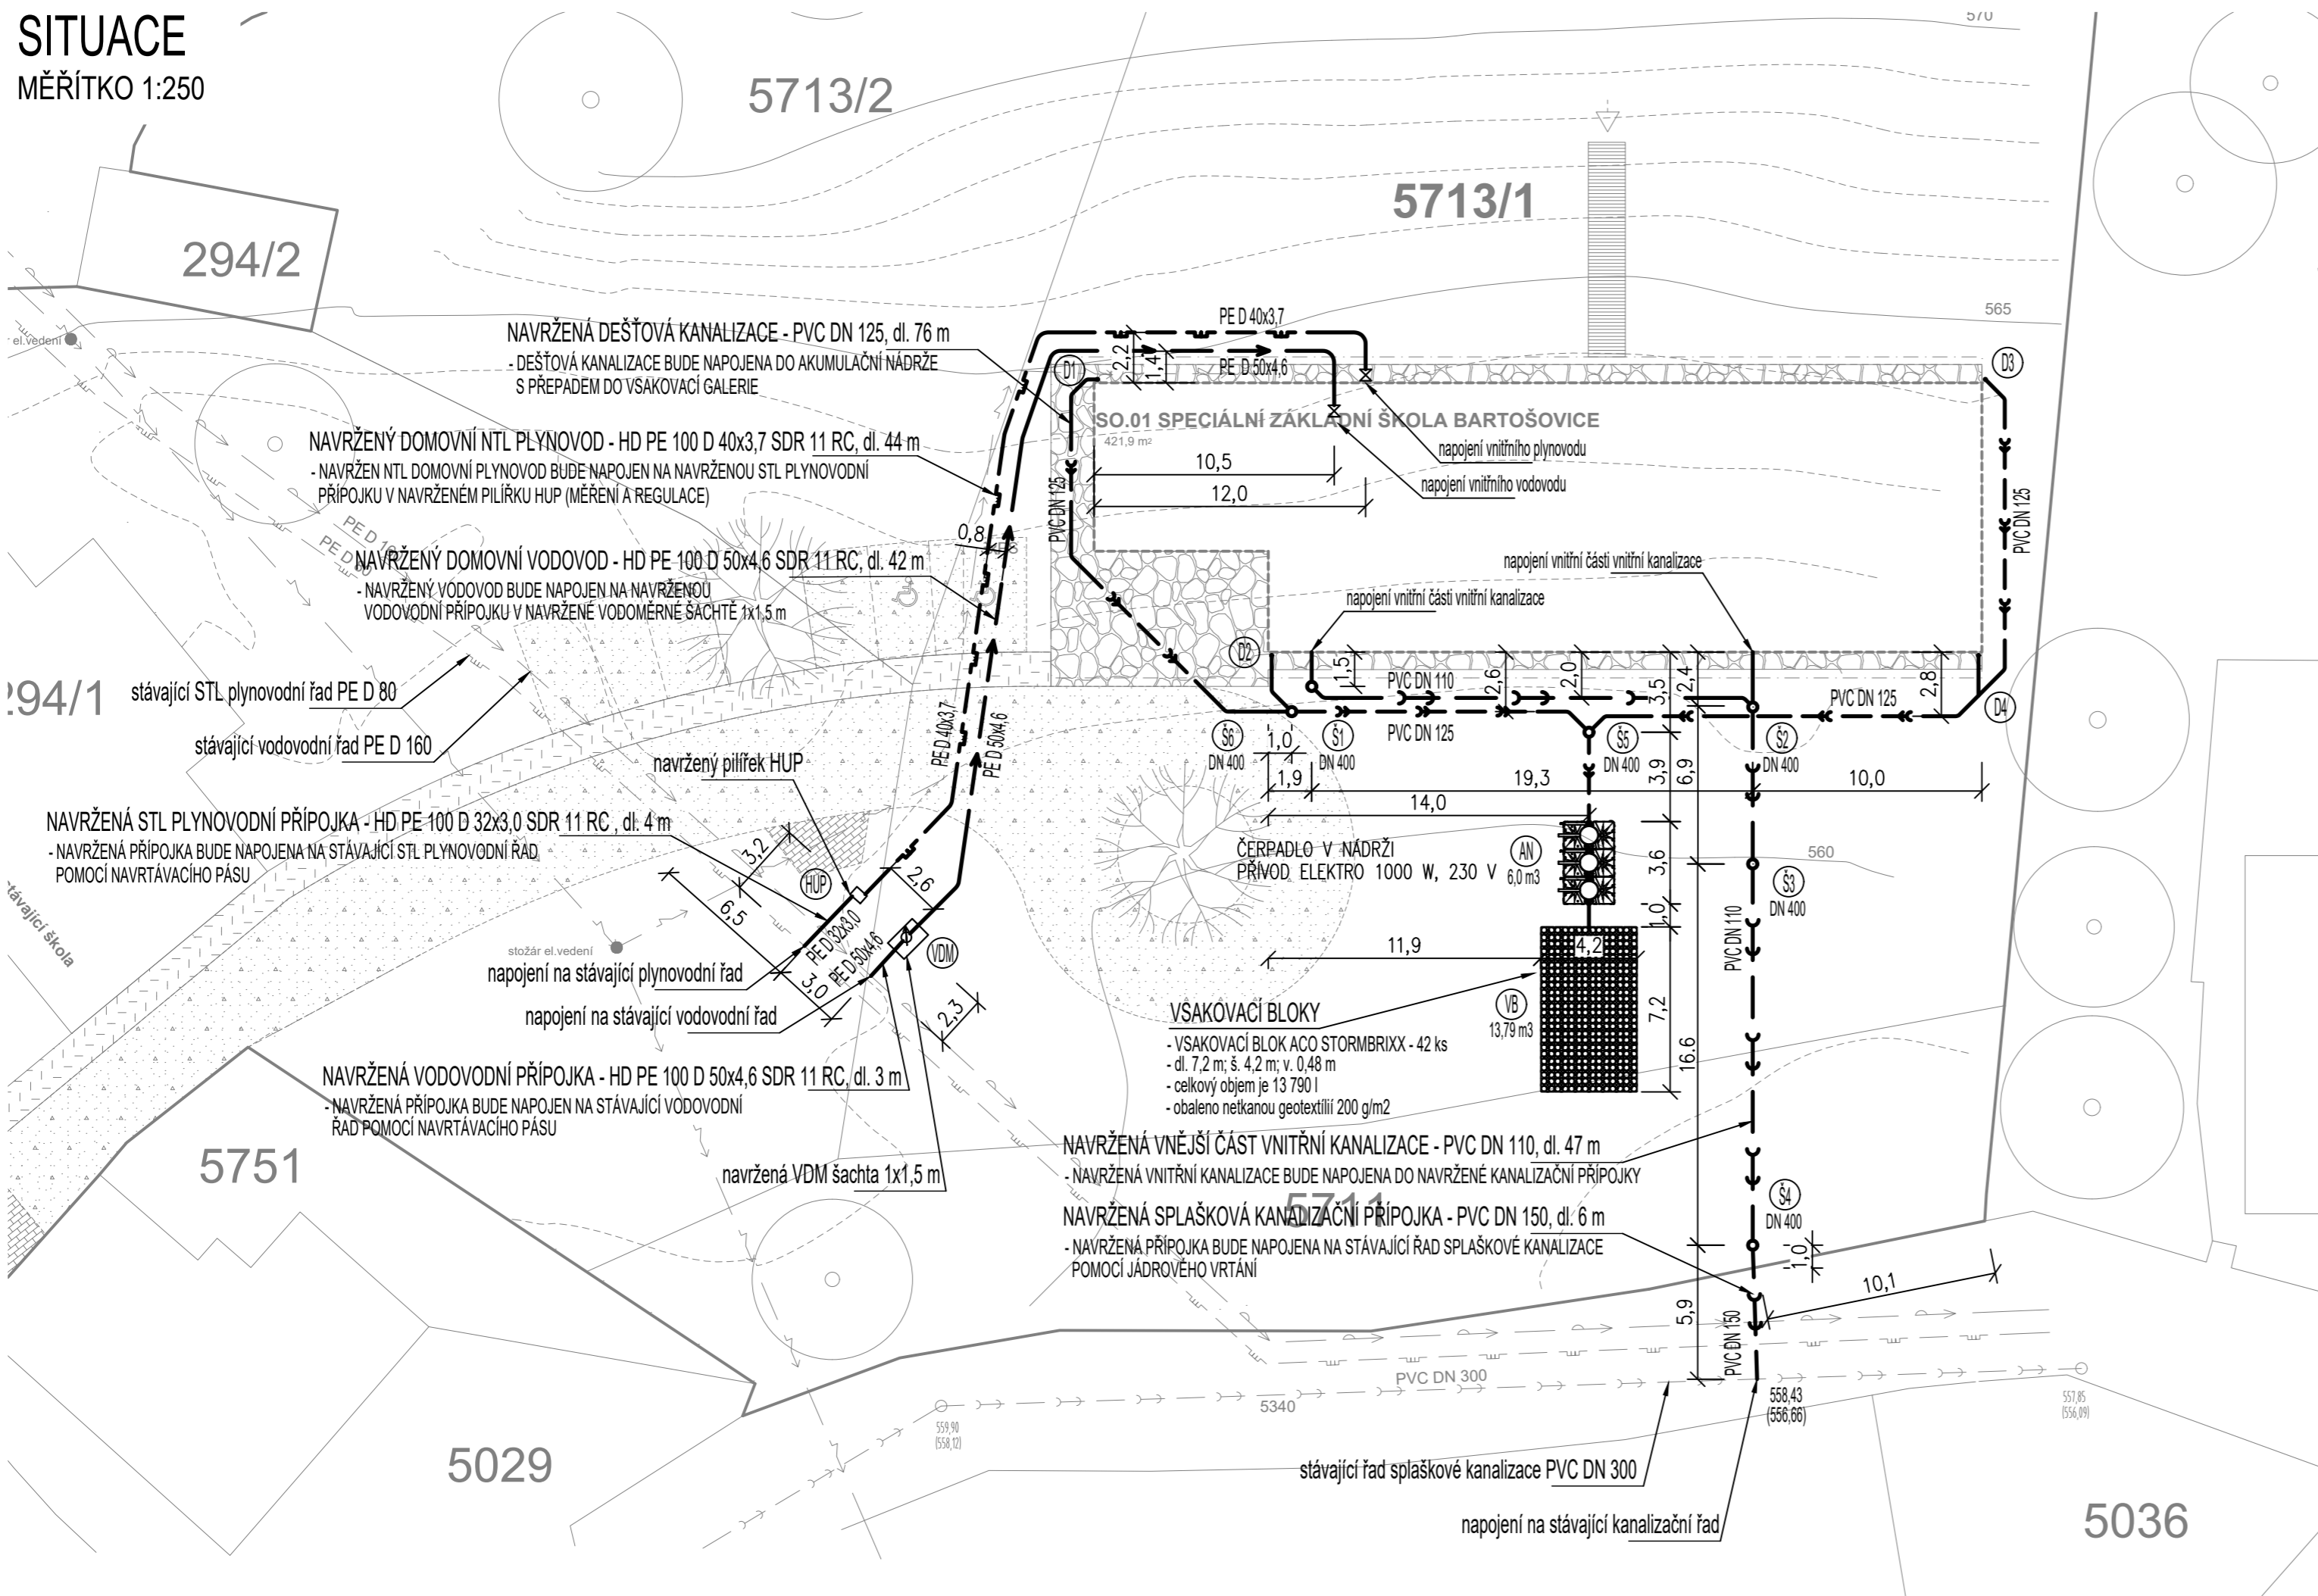 SITUACE
MĚŘÍTKO 1:250
5713/2
570
5713/1
294/2
565
el.vedení
NAVRŽENÁ DEŠŤOVÁ KANALIZACE - PVC DN 125, dl. 76 m
- DEŠŤOVÁ KANALIZACE BUDE NAPOJENA DO AKUMULAČNÍ NÁDRŽE
S PŘEPADEM DO VSAKOVACÍ GALERIE
PE D 40x3,7
2,2
1,4
PE D 50x4,6
D1
D3
SO.01 SPECIÁLNÍ ZÁKLADNÍ ŠKOLA BARTOŠOVICE
421,9 m2
NAVRŽENÝ DOMOVNÍ NTL PLYNOVOD - HD PE 100 D 40x3,7 SDR 11 RC, dl. 44 m
- NAVRŽEN NTL DOMOVNÍ PLYNOVOD BUDE NAPOJEN NA NAVRŽENOU STL PLYNOVODNÍ
PŘÍPOJKU V NAVRŽENÉM PILÍŘKU HUP (MĚŘENÍ A REGULACE)
napojení vnitřního plynovodu
10,5
napojení vnitřního vodovodu
12,0
PVC DN 125
PVC DN 125
0,8
NAVRŽENÝ DOMOVNÍ VODOVOD - HD PE 100 D 50x4,6 SDR 11 RC, dl. 42 m
- NAVRŽENÝ VODOVOD BUDE NAPOJEN NA NAVRŽENOU
VODOVODNÍ PŘÍPOJKU V NAVRŽENÉ VODOMĚRNÉ ŠACHTĚ 1x1,5 m
napojení vnitřní části vnitřní kanalizace
napojení vnitřní části vnitřní kanalizace
D2
1,5
PVC DN 110
2,6
2,0
3,5
2,4
PVC DN 125
2,8
D4
294/1
stávající STL plynovodní řad PE D 80
stávající vodovodní řad PE D 160
PE D 40x3,7
PE D 50x4,6
Š6
DN 400
1,0
Š1
DN 400
PVC DN 125
Š5
DN 400
3,9
6,9
Š2
DN 400
navržený pilířek HUP
1,9
19,3
10,0
14,0
NAVRŽENÁ STL PLYNOVODNÍ PŘÍPOJKA - HD PE 100 D 32x3,0 SDR 11 RC , dl. 4 m
- NAVRŽENÁ PŘÍPOJKA BUDE NAPOJENA NA STÁVAJÍCÍ STL PLYNOVODNÍ ŘAD
POMOCÍ NAVRTÁVACÍHO PÁSU
3,2
HUP
2,6
6,5
ČERPADLO V NÁDRŽI
PŘÍVOD ELEKTRO 1000 W, 230 V
AN
6,0 m3
3,6
560
Š3
DN 400
stávající škola
stožár el.vedení
PE D 32x3,0
PE D 50x4,6
3,0
VDM
napojení na stávající plynovodní řad
napojení na stávající vodovodní řad
2,3
11,9
4,2
1,0
PVC DN 110
VSAKOVACÍ BLOKY
- VSAKOVACÍ BLOK ACO STORMBRIXX - 42 ks
- dl. 7,2 m; š. 4,2 m; v. 0,48 m
- celkový objem je 13 790 l
- obaleno netkanou geotextílií 200 g/m2
VB
13,79 m3
7,2
16.6
NAVRŽENÁ VODOVODNÍ PŘÍPOJKA - HD PE 100 D 50x4,6 SDR 11 RC, dl. 3 m
- NAVRŽENÁ PŘÍPOJKA BUDE NAPOJEN NA STÁVAJÍCÍ VODOVODNÍ
ŘAD POMOCÍ NAVRTÁVACÍHO PÁSU
navržená VDM šachta 1x1,5 m
5751
NAVRŽENÁ VNĚJŠÍ ČÁST VNITŘNÍ KANALIZACE - PVC DN 110, dl. 47 m
- NAVRŽENÁ VNITŘNÍ KANALIZACE BUDE NAPOJENA DO NAVRŽENÉ KANALIZAČNÍ PŘÍPOJKY
5711
NAVRŽENÁ SPLAŠKOVÁ KANALIZAČNÍ PŘÍPOJKA - PVC DN 150, dl. 6 m
- NAVRŽENÁ PŘÍPOJKA BUDE NAPOJENA NA STÁVAJÍCÍ ŘAD SPLAŠKOVÉ KANALIZACE
POMOCÍ JÁDROVÉHO VRTÁNÍ
Š4
DN 400
1,0
10,1
5,9
PVC DN 150
PVC DN 300
5340
559,90
(558,12)
558,43
(556,66)
557,85
(556,09)
5029
stávající řad splaškové kanalizace PVC DN 300
napojení na stávající kanalizační řad
5036